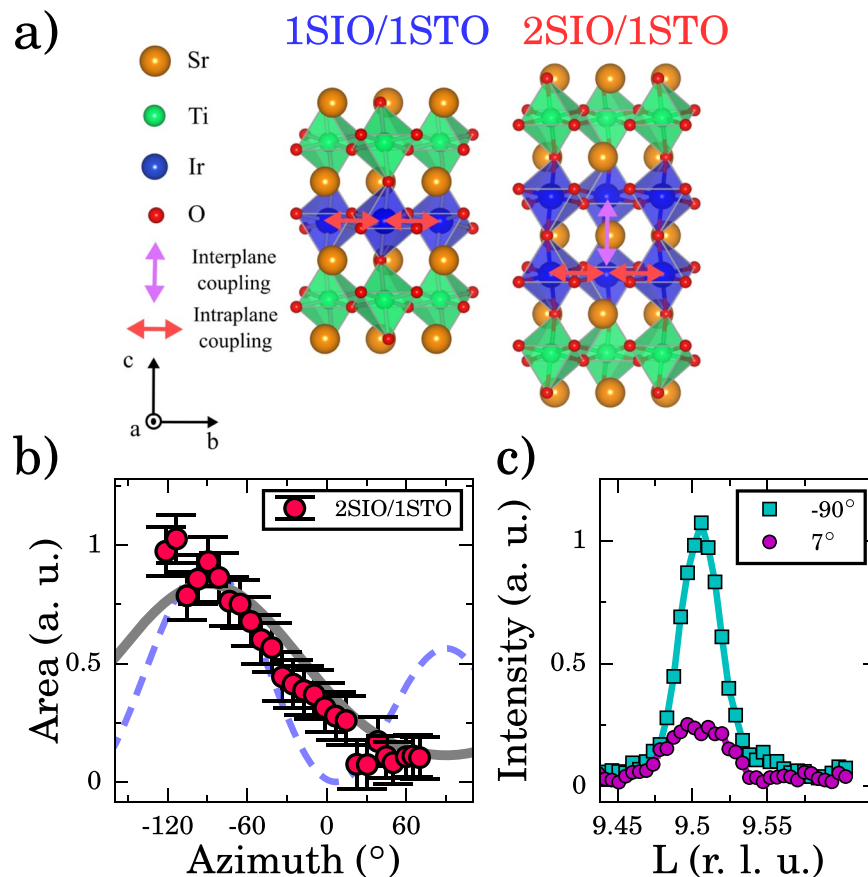 a)
1SIO/1STO
2SIO/1STO
Sr
Ti
Ir
O
Interplane
coupling
Intraplane
coupling
c
a
b
b)
2SIO/1STO
1
0.5
0
-120
-60
0
60
Area (a. u.)
Azimuth (°)
c)
-90°
7°
1
0.5
0
9.45
9.5
9.55
Intensity (a. u.)
L (r. l. u.)